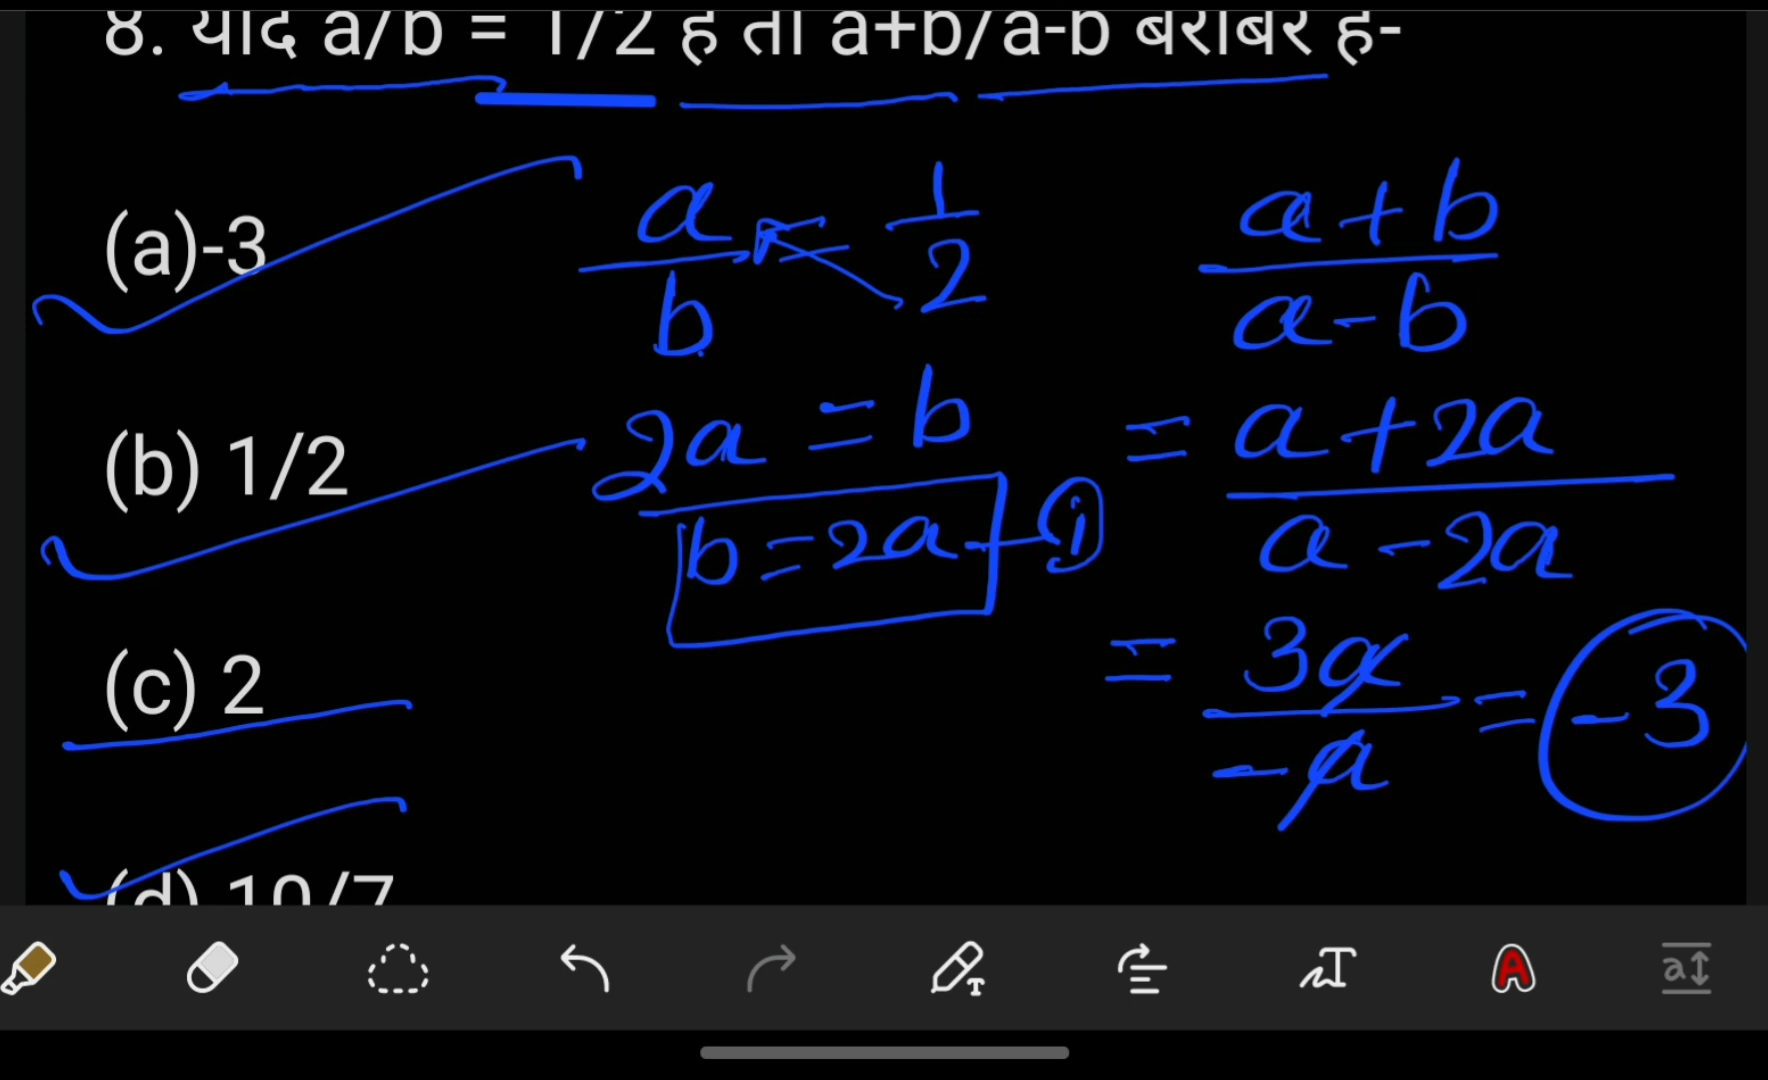 8. यदि a/b = 1/2 है तो a+b/a-b बराबर है-
(a)-3
(b) 1/2
(c) 2
(d) 10/7
a/b = 1/2
2a = b
b = 2a - ①
a+b/a-b
= a+2a/a-2a
= 3a/-a = -3